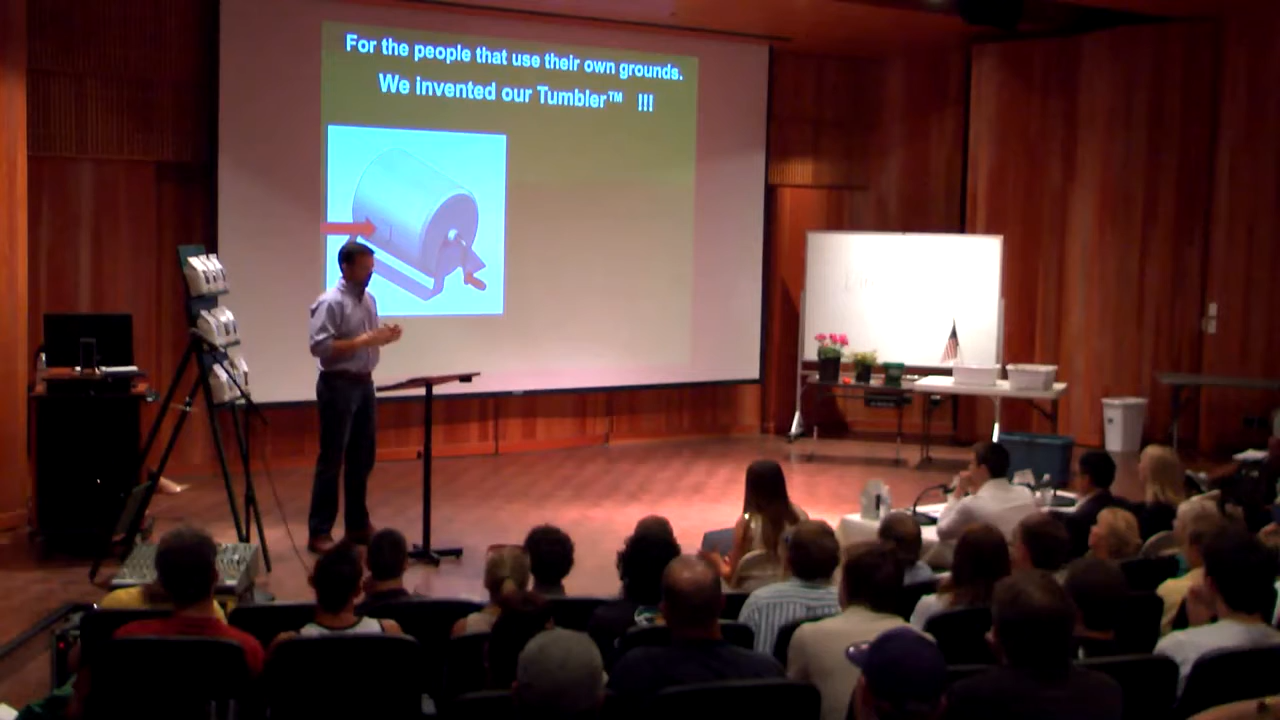 For the people that use their own grounds.
We invented our Tumbler™ !!!